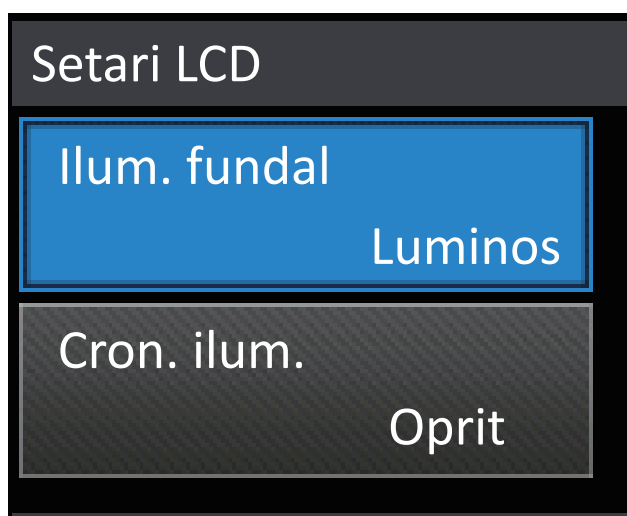 Setari LCD
Ilum. fundal
Luminos
Cron. ilum.
Oprit